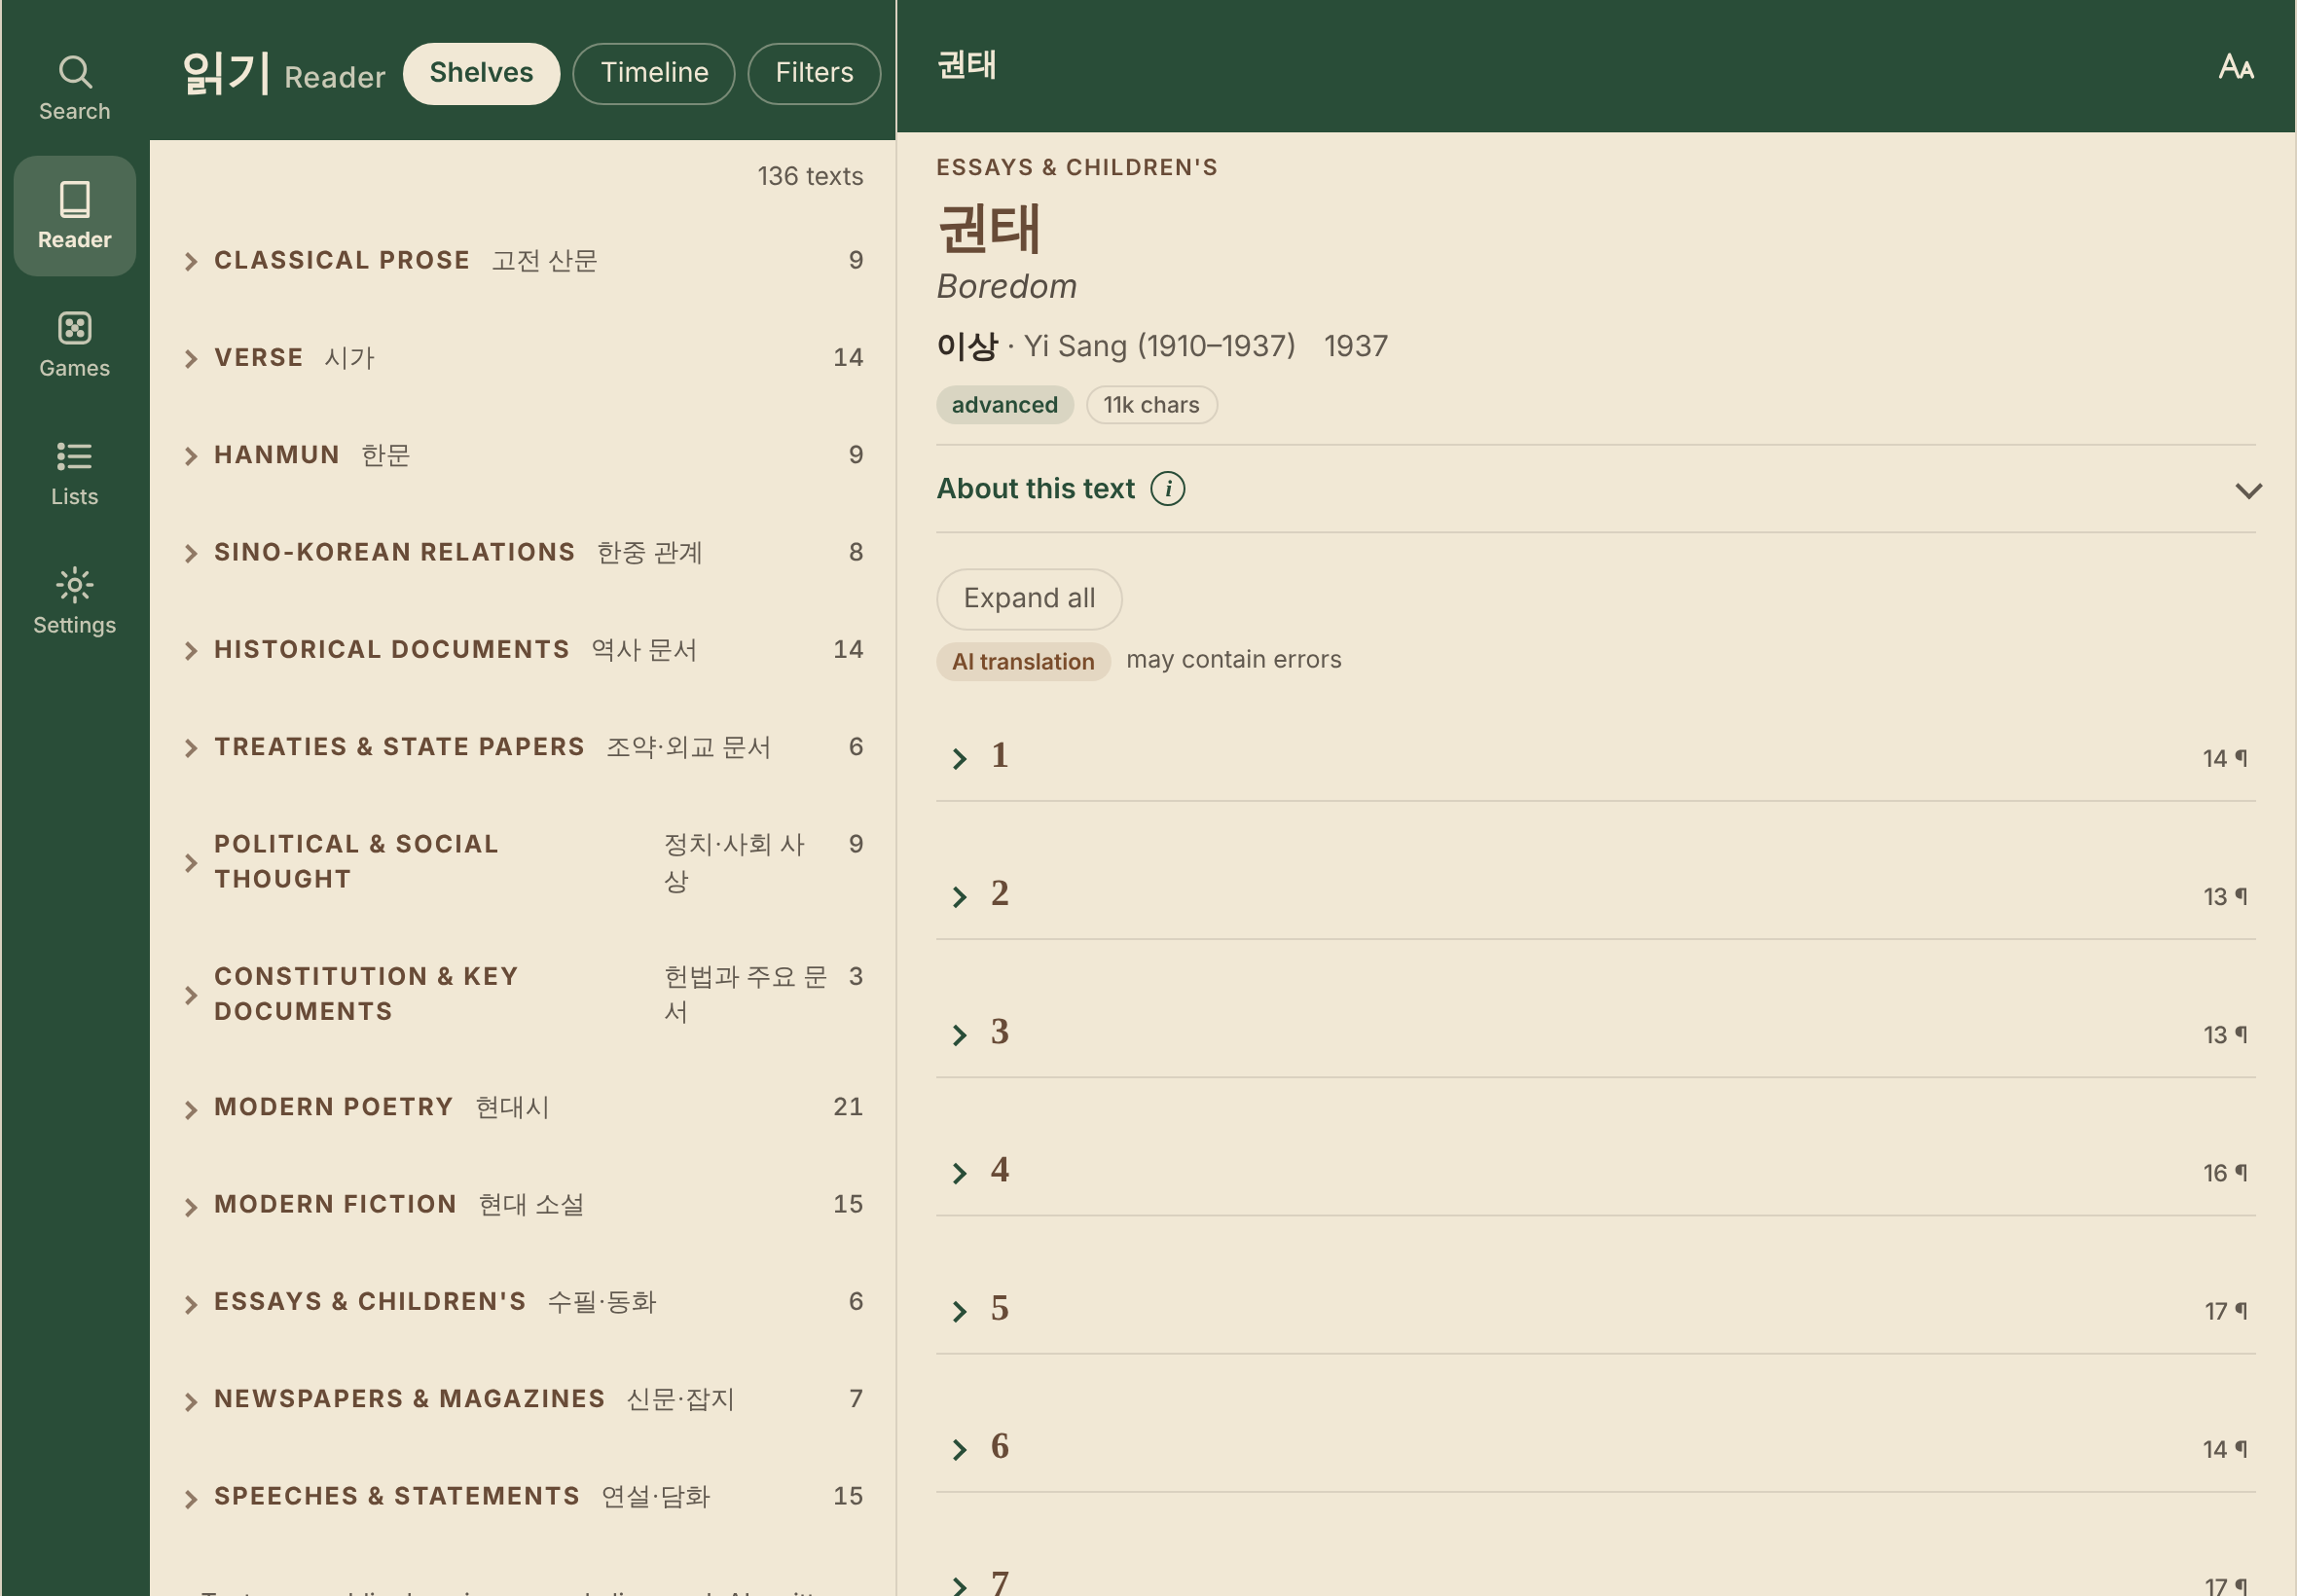 Search
Reader
Games
Lists
Settings
읽기 Reader Shelves Timeline Filters
136 texts
CLASSICAL PROSE 고전 산문 9
VERSE 시가 14
HANMUN 한문 9
SINO-KOREAN RELATIONS 한중 관계 8
HISTORICAL DOCUMENTS 역사 문서 14
TREATIES & STATE PAPERS 조약·외교 문서 6
POLITICAL & SOCIAL THOUGHT 정치·사회 사상 9
CONSTITUTION & KEY DOCUMENTS 헌법과 주요 문서 3
MODERN POETRY 현대시 21
MODERN FICTION 현대 소설 15
ESSAYS & CHILDREN'S 수필·동화 6
NEWSPAPERS & MAGAZINES 신문·잡지 7
SPEECHES & STATEMENTS 연설·담화 15
권태 AA
ESSAYS & CHILDREN'S
권태
Boredom
이상 · Yi Sang (1910–1937) 1937
advanced 11k chars
About this text i
Expand all
AI translation may contain errors
1 14 ¶
2 13 ¶
3 13 ¶
4 16 ¶
5 17 ¶
6 14 ¶
7 17 ¶